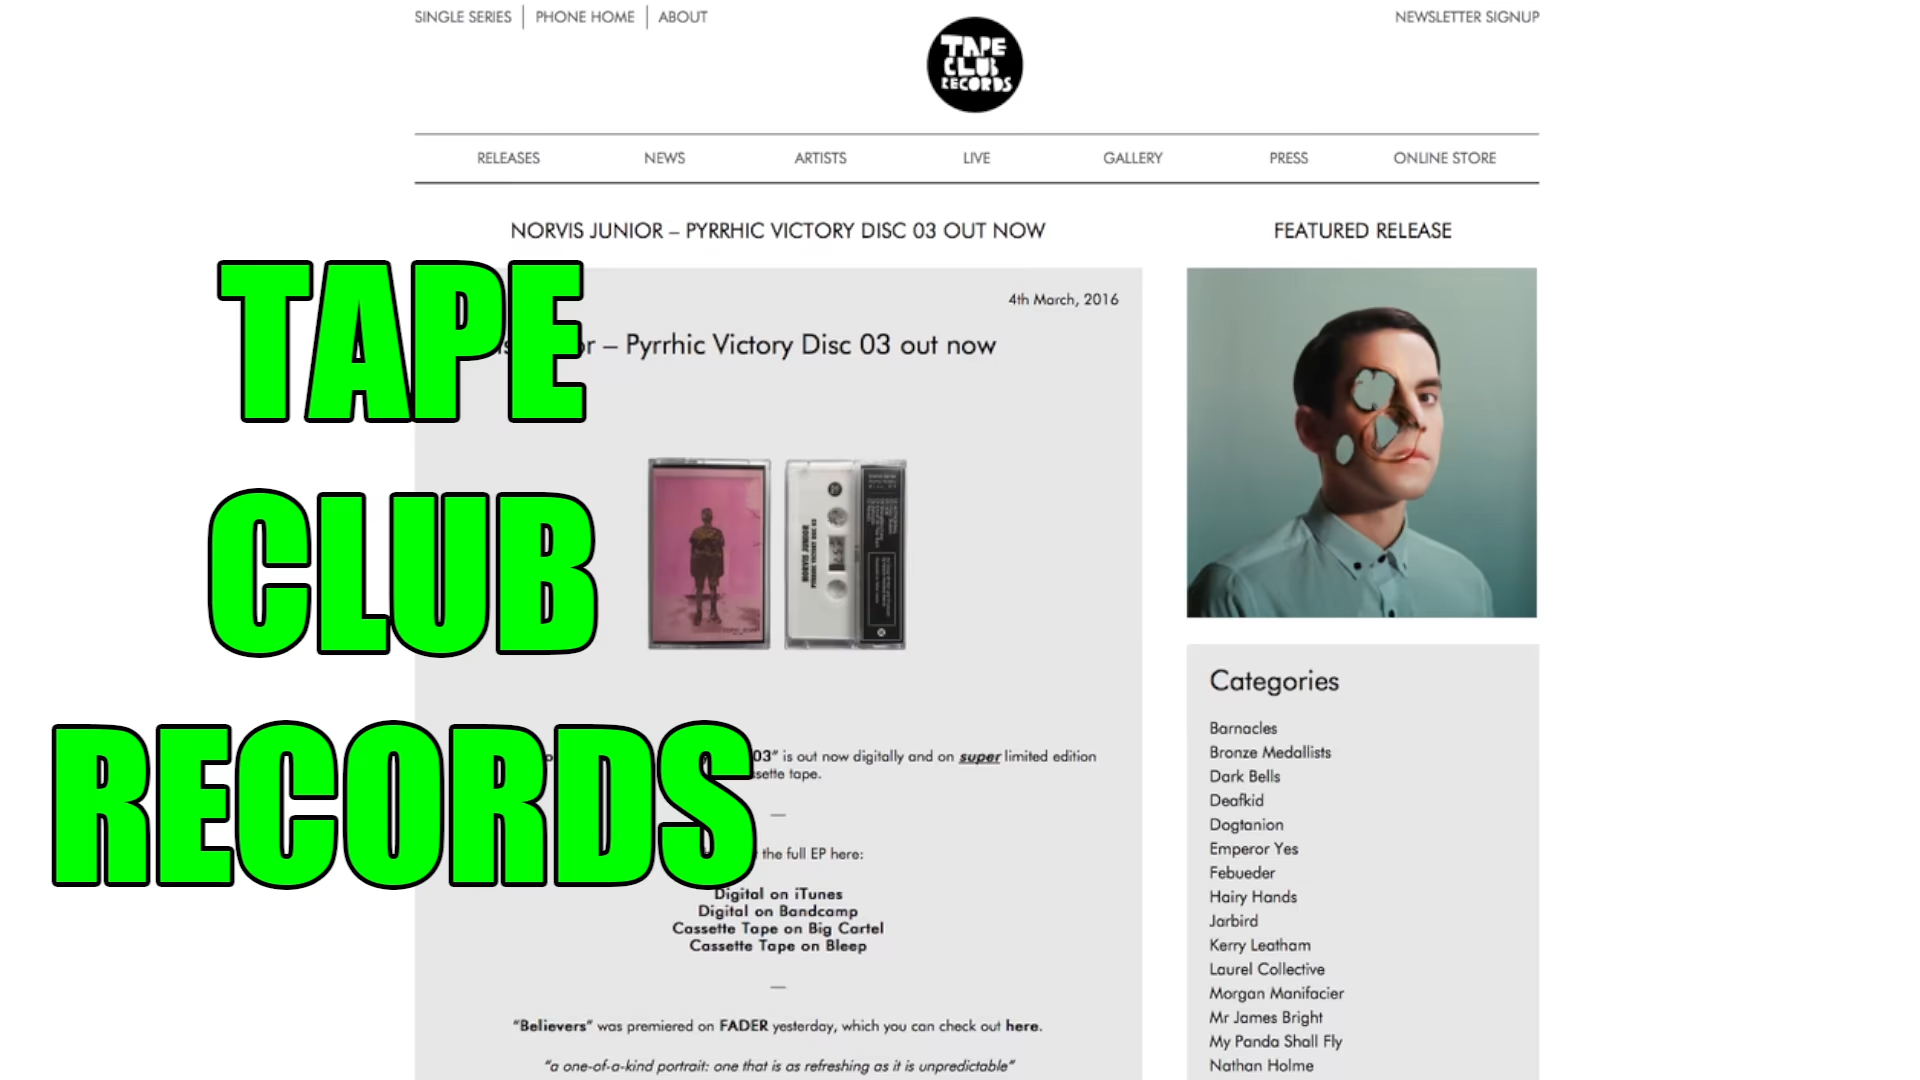 SINGLE SERIES
PHONE HOME
ABOUT
NEWSLETTER SIGNUP
TAPE
CLUB
RECORDS
RELEASES
NEWS
ARTISTS
LIVE
GALLERY
PRESS
ONLINE STORE
NORVIS JUNIOR – PYRRHIC VICTORY DISC 03 OUT NOW
4th March, 2016
– Pyrrhic Victory Disc 03 out now
TAPE
CLUB
RECORDS
NORVIS JUNIOR
PYRRHIC VICTORY DISC 03
03” is out now digitally and on super limited edition
tape.
the full EP here:
Digital on iTunes
Digital on Bandcamp
Cassette Tape on Big Cartel
Cassette Tape on Bleep
“Believers” was premiered on FADER yesterday, which you can check out here.
“a one-of-a-kind portrait: one that is as refreshing as it is unpredictable”
FEATURED RELEASE
Categories
Barnacles
Bronze Medallists
Dark Bells
Deafkid
Dogtanion
Emperor Yes
Febueder
Hairy Hands
Jarbird
Kerry Leatham
Laurel Collective
Morgan Manifacier
Mr James Bright
My Panda Shall Fly
Nathan Holme